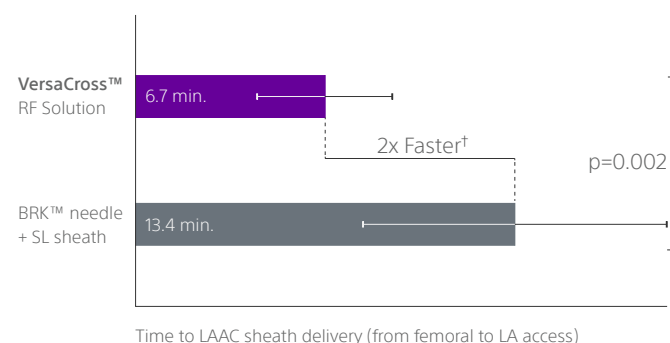 VersaCross™
RF Solution
6.7 min.
2x Faster†
p=0.002
BRK™ needle
+ SL sheath
13.4 min.
Time to LAAC sheath delivery (from femoral to LA access)